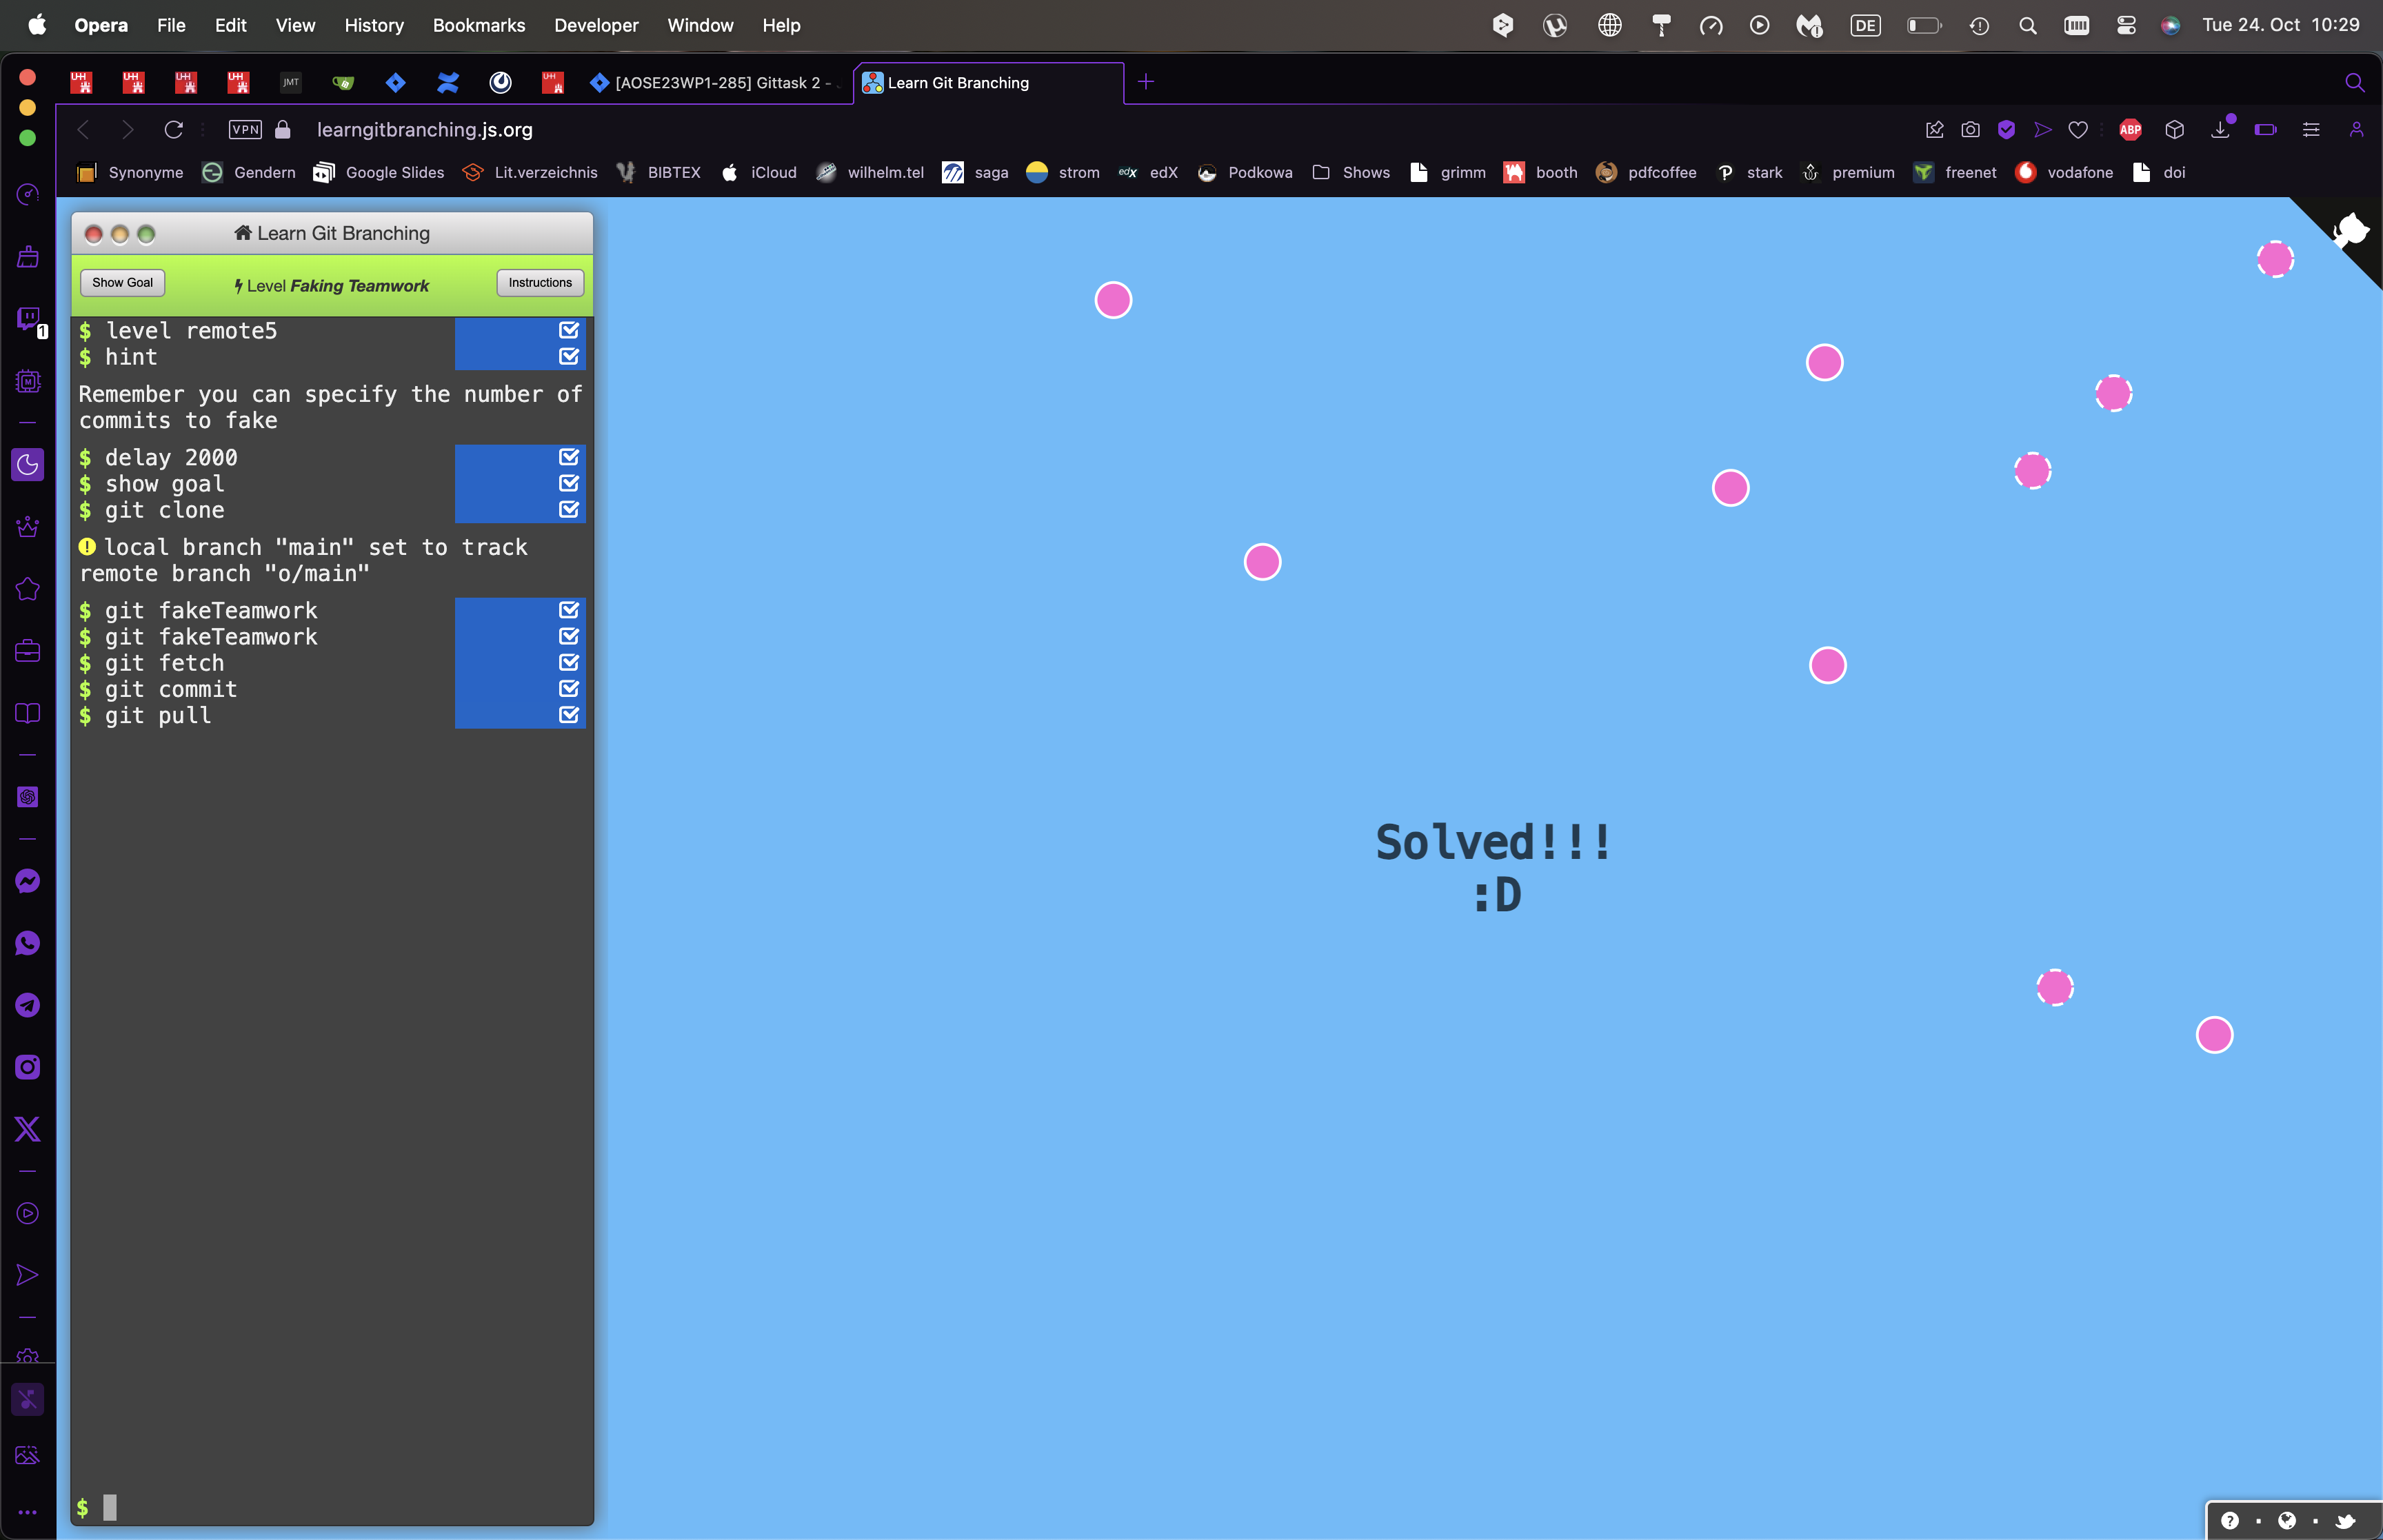 Opera File Edit View History Bookmarks Developer Window Help DE Tue 24. Oct 10:29
JMT [AOSE23WP1-285] Gittask 2 - Learn Git Branching
VPN learngitbranching.js.org ABP
Synonyme Gendern Google Slides Lit.verzeichnis BIBTEX iCloud wilhelm.tel saga strom edX edX Podkowa Shows grimm booth pdfcoffee stark premium freenet vodafone doi
Learn Git Branching
Show Goal Level Faking Teamwork Instructions
$ level remote5
$ hint
Remember you can specify the number of
commits to fake
$ delay 2000
$ show goal
$ git clone
local branch "main" set to track
remote branch "o/main"
$ git fakeTeamwork
$ git fakeTeamwork
$ git fetch
$ git commit
$ git pull
Solved!!!
:D
$
1